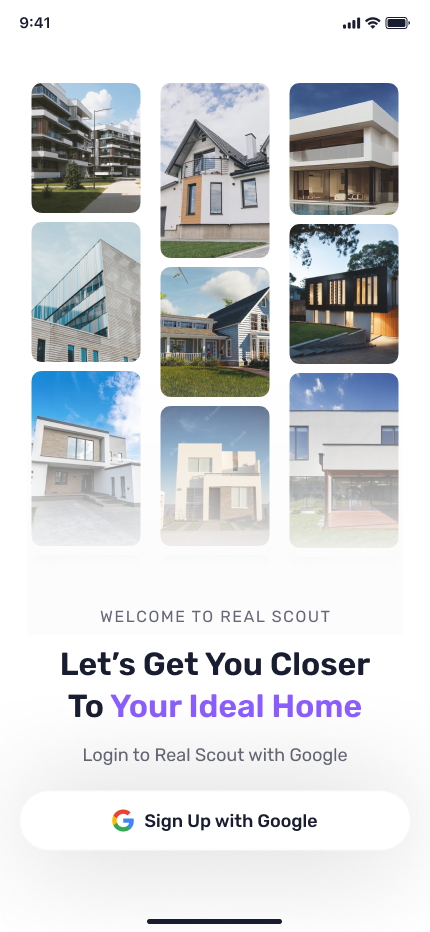 9:41
WELCOME TO REAL SCOUT
Let’s Get You Closer
To Your Ideal Home
Login to Real Scout with Google
Sign Up with Google